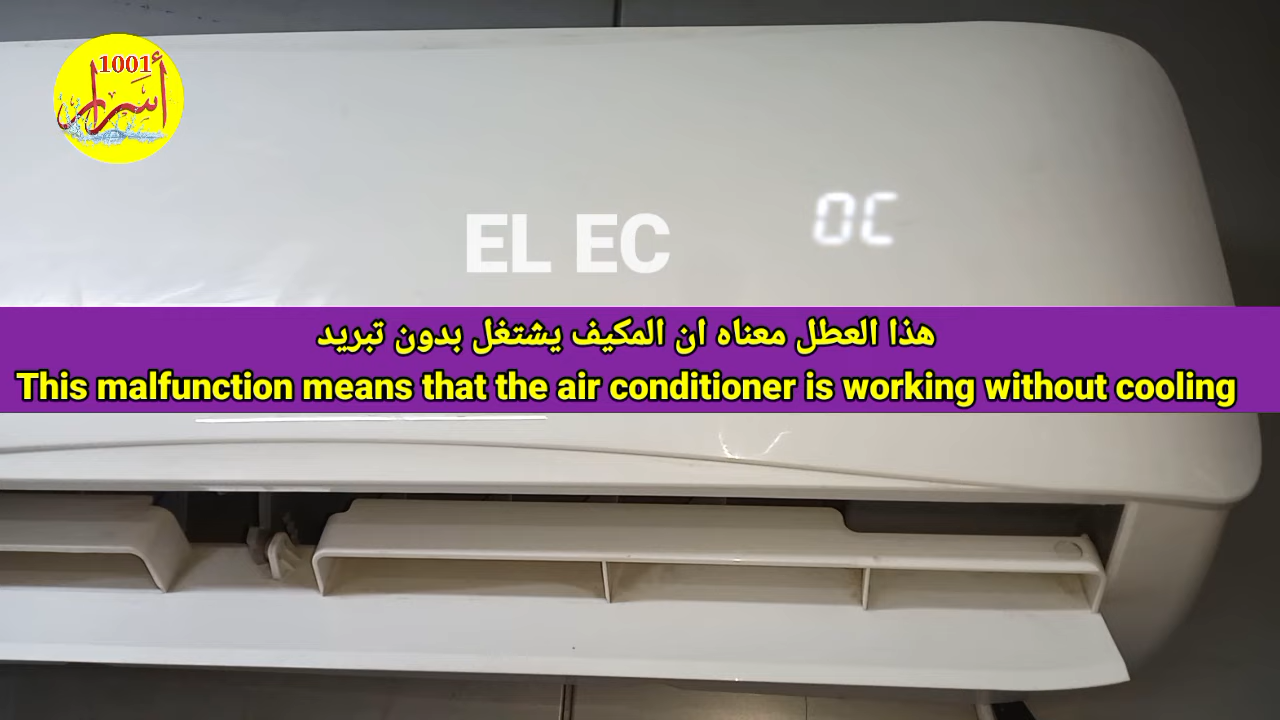 1001
أسرار
EL EC
0C
هذا العطل معناه ان المكيف يشتغل بدون تبريد
This malfunction means that the air conditioner is working without cooling